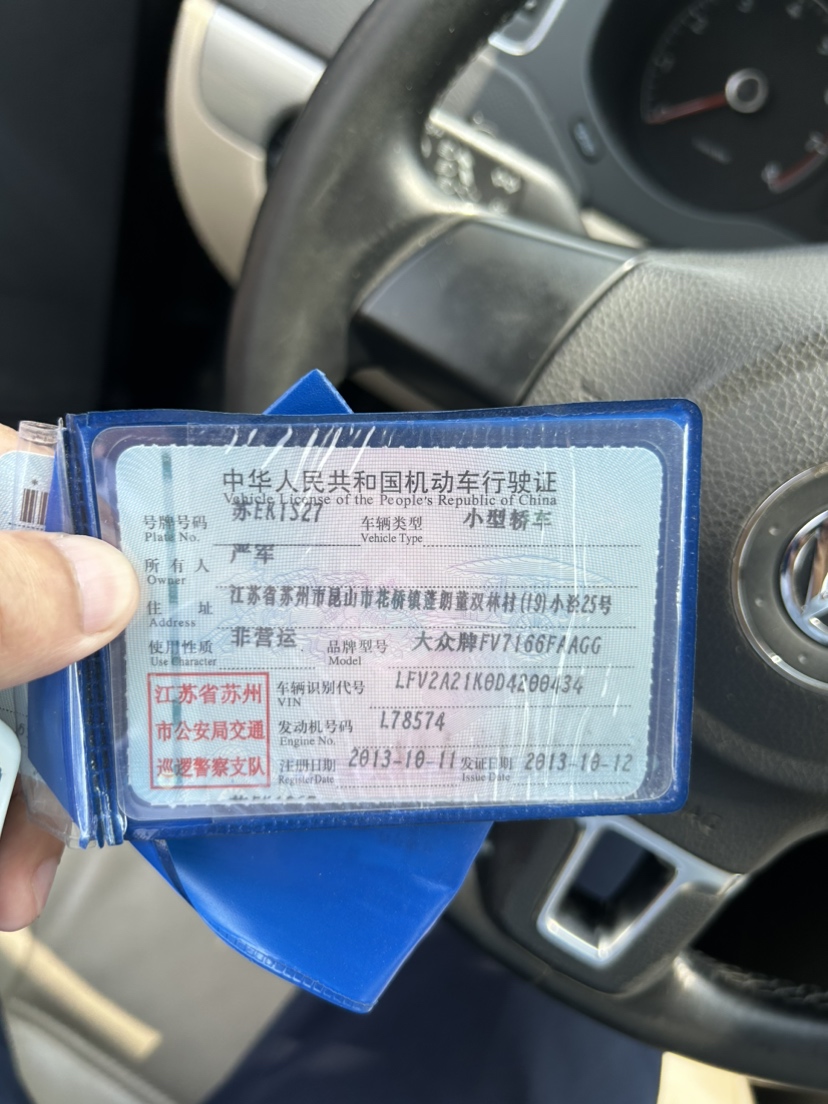 中华人民共和国机动车行驶证
Vehicle License of the People's Republic of China
号牌号码 苏EK1S27 车辆类型 小型轿车
Plate No. Vehicle Type
所有人 严军
Owner
住址 江苏省苏州市昆山市花桥镇蓬朗董双林村(19)小泾25号
Address
使用性质 非营运 品牌型号 大众牌FV7166FAAGG
Use Character Model
江苏省苏州 车辆识别代号 LFV2A21K0D4200434
VIN
市公安局交通 发动机号码 L78574
Engine No.
巡逻警察支队 注册日期 2013-10-11 发证日期 2013-10-12
Register Date Issue Date